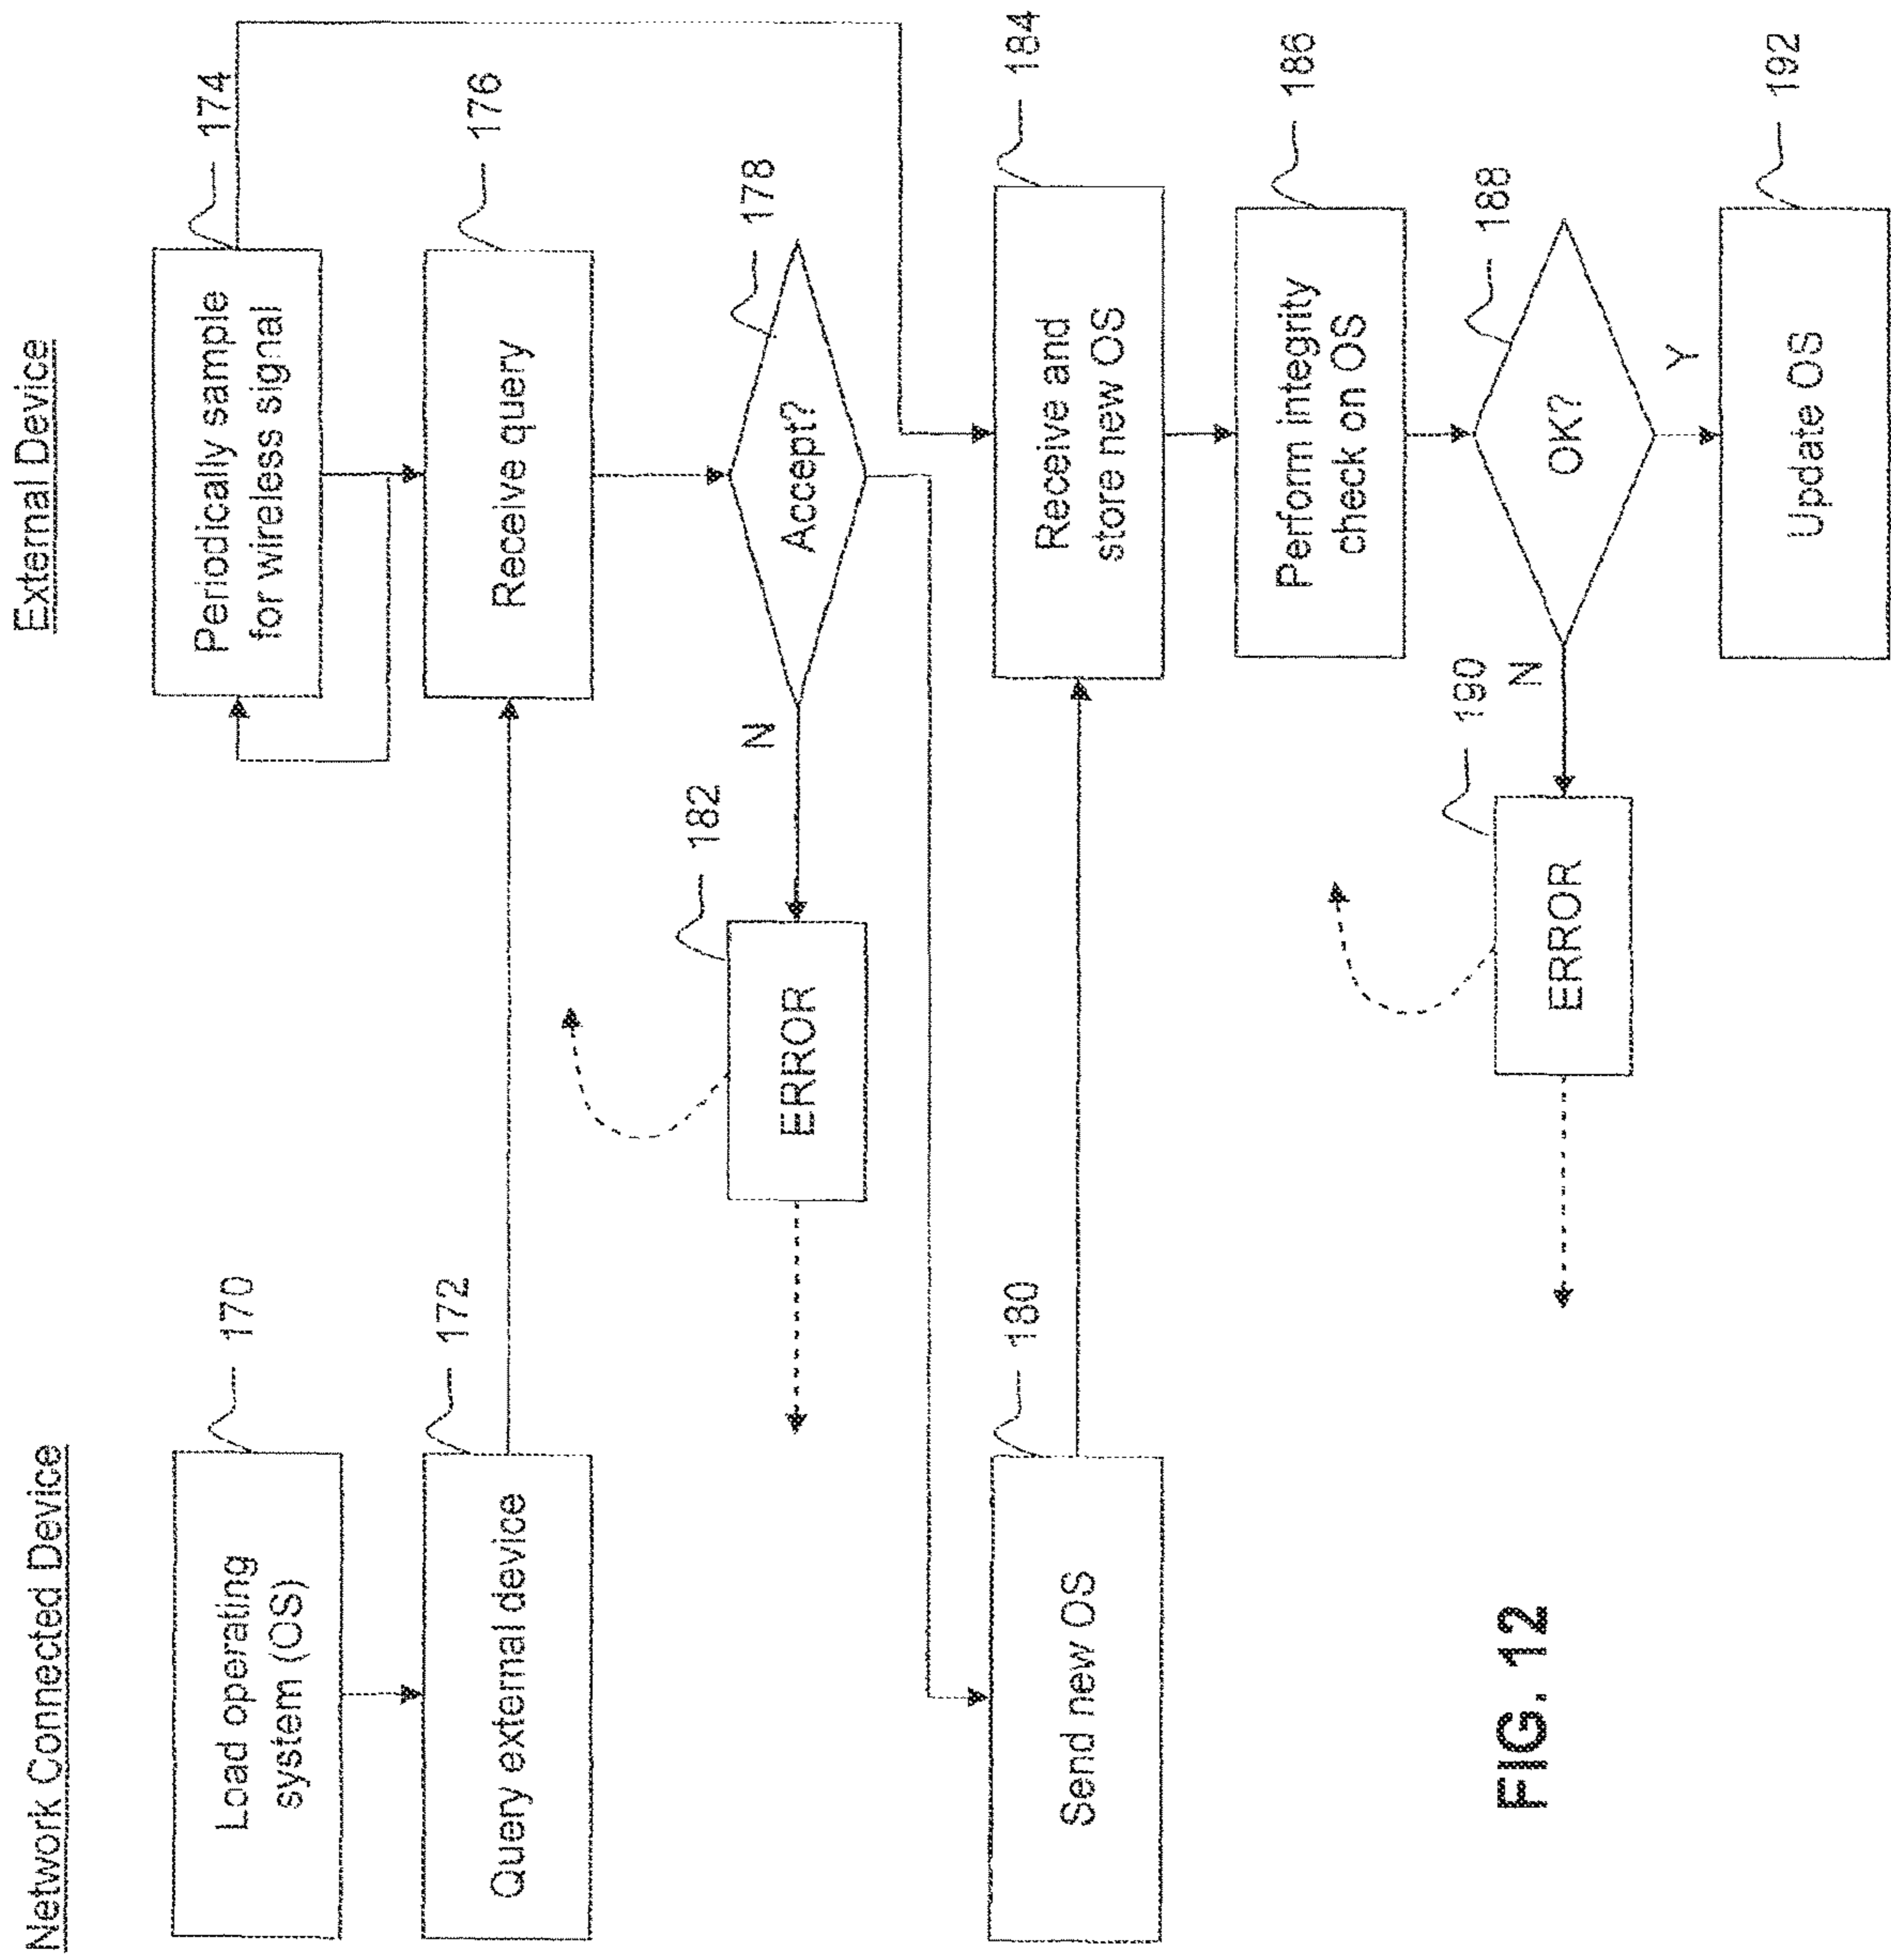 Network Connected Device
External Device
Load operating
system (OS)
170
Query external device
172
Periodically sample
for wireless signal
174
Receive query
176
Accept?
178
N
ERROR
182
Send new OS
180
Receive and
store new OS
184
Perform integrity
check on OS
186
OK?
188
N
Y
ERROR
190
Update OS
192
FIG. 12